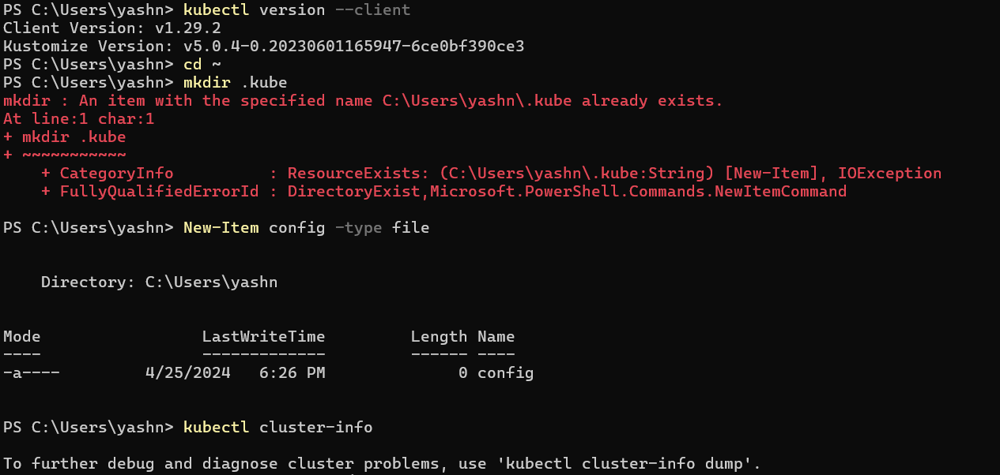 PS C:\Users\yashn> kubectl version --client
Client Version: v1.29.2
Kustomize Version: v5.0.4-0.20230601165947-6ce0bf390ce3
PS C:\Users\yashn> cd ~
PS C:\Users\yashn> mkdir .kube
mkdir : An item with the specified name C:\Users\yashn\.kube already exists.
At line:1 char:1
+ mkdir .kube
+ ~~~~~~~~~~~
    + CategoryInfo          : ResourceExists: (C:\Users\yashn\.kube:String) [New-Item], IOException
    + FullyQualifiedErrorId : DirectoryExist,Microsoft.PowerShell.Commands.NewItemCommand
PS C:\Users\yashn> New-Item config -type file
    Directory: C:\Users\yashn
Mode                 LastWriteTime         Length Name
----                 -------------         ------ ----
-a----         4/25/2024   6:26 PM              0 config
PS C:\Users\yashn> kubectl cluster-info
To further debug and diagnose cluster problems, use 'kubectl cluster-info dump'.